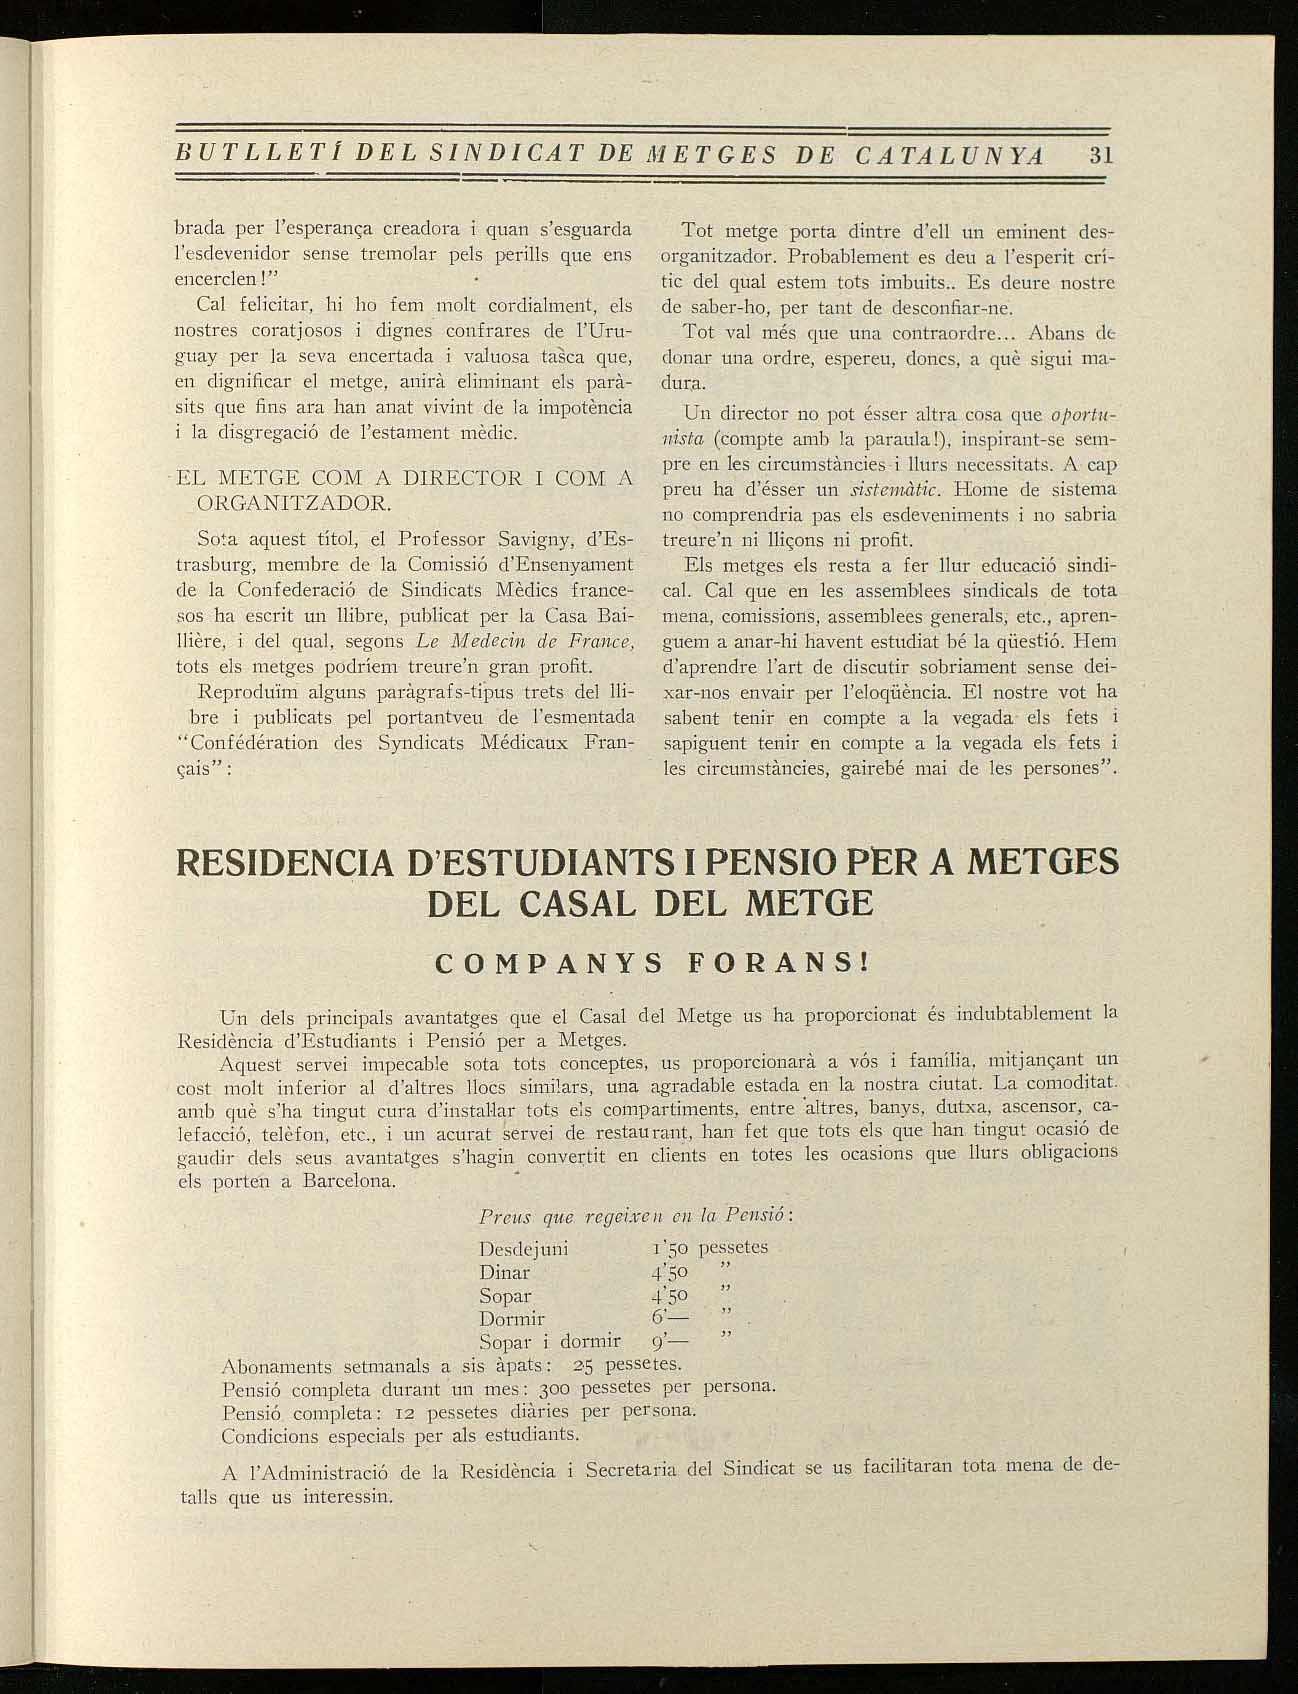 BUTLLETÍ DEL SINDICAT DE METGES DE CATALUNYA 31
brada per l'esperança creadora i quan s'esguarda
l'esdevenidor sense tremolar pels perills que ens
encerclen!"
Cal felicitar, hi ho fem molt cordialment, els
nostres coratjosos i dignes confrares de l'Uru-
guay per la seva encertada i valuosa tasca que,
en dignificar el metge, anirà eliminant els parà-
sits que fins ara han anat vivint de la impotència
i la disgregació de l'estament mèdic.
EL METGE COM A DIRECTOR I COM A
ORGANITZADOR.
Sota aquest títol, el Professor Savigny, d'Es-
trasburg, membre de la Comissió d'Ensenyament
de la Confederació de Sindicats Mèdics france-
sos ha escrit un llibre, publicat per la Casa Bai-
llière, i del qual, segons Le Medecin de France,
tots els metges podríem treure'n gran profit.
Reproduïm alguns paràgrafs-tipus trets del lli-
bre i publicats pel portantveu de l'esmentada
"Confédération des Syndicats Médicaux Fran-
çais":
Tot metge porta dintre d'ell un eminent des-
organitzador. Probablement es deu a l'esperit crí-
tic del qual estem tots imbuits.. Es deure nostre
de saber-ho, per tant de desconfiar-ne.
Tot val més que una contraordre... Abans de
donar una ordre, espereu, doncs, a què sigui ma-
dura.
Un director no pot ésser altra cosa que oportu-
nista (compte amb la paraula!), inspirant-se sem-
pre en les circumstàncies i llurs necessitats. A cap
preu ha d'ésser un sistemàtic. Home de sistema
no comprendria pas els esdeveniments i no sabria
treure'n ni lliçons ni profit.
Els metges els resta a fer llur educació sindi-
cal. Cal que en les assemblees sindicals de tota
mena, comissions, assemblees generals, etc., apren-
guem a anar-hi havent estudiat bé la qüestió. Hem
d'aprendre l'art de discutir sobriament sense dei-
xar-nos envair per l'eloqüència. El nostre vot ha
sabent tenir en compte a la vegada els fets i
sapiguent tenir en compte a la vegada els fets i
les circumstàncies, gairebé mai de les persones".
RESIDENCIA D'ESTUDIANTS I PENSIO PER A METGES
DEL CASAL DEL METGE
COMPANYS FORANS!
Un dels principals avantatges que el Casal del Metge us ha proporcionat és indubtablement la
Residència d'Estudiants i Pensió per a Metges.
Aquest servei impecable sota tots conceptes, us proporcionarà a vós i família, mitjançant un
cost molt inferior al d'altres llocs similars, una agradable estada en la nostra ciutat. La comoditat
amb què s'ha tingut cura d'instal·lar tots els compartiments, entre altres, banys, dutxa, ascensor, ca-
lefacció, telèfon, etc., i un acurat servei de restaurant, han fet que tots els que han tingut ocasió de
gaudir dels seus avantatges s'hagin convertit en clients en totes les ocasions que llurs obligacions
els porten a Barcelona.
Preus que regeixen en la Pensió:
Desdejuni 1'50 pessetes
Dinar 4'50 "
Sopar 4'50 "
Dormir 6'— "
Sopar i dormir 9'— "
Abonaments setmanals a sis àpats: 25 pessetes.
Pensió completa durant un mes: 300 pessetes per persona.
Pensió completa: 12 pessetes diàries per persona.
Condicions especials per als estudiants.
A l'Administració de la Residència i Secretaria del Sindicat se us facilitaran tota mena de de-
talls que us interessin.